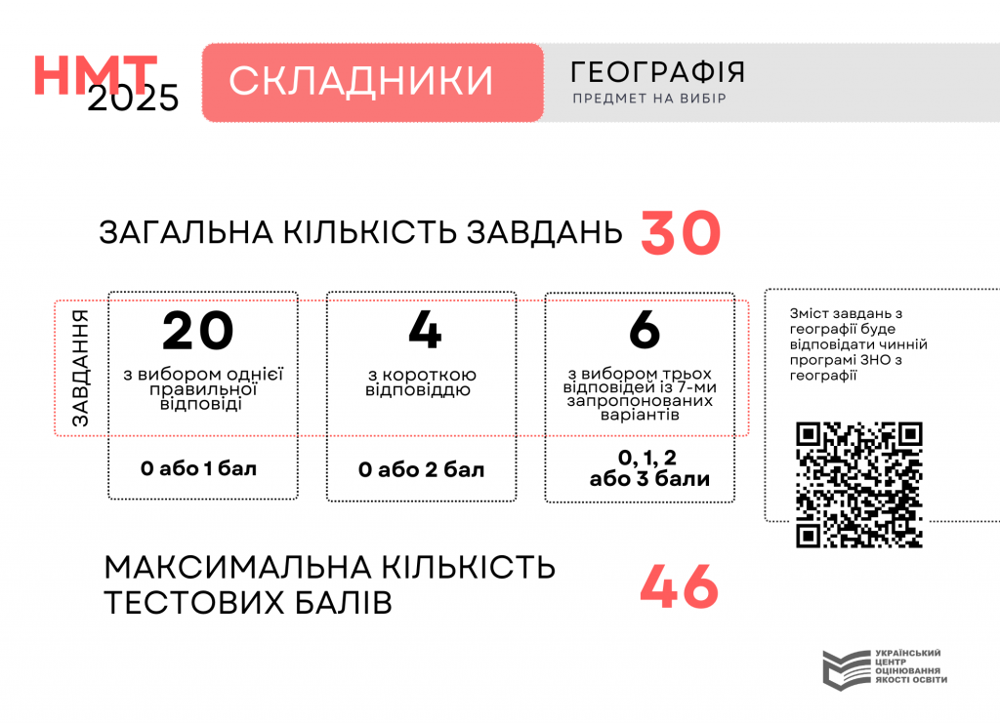 НМТ
2025
СКЛАДНИКИ
ГЕОГРАФІЯ
ПРЕДМЕТ НА ВИБІР
ЗАГАЛЬНА КІЛЬКІСТЬ ЗАВДАНЬ 30
ЗАВДАННЯ
20
з вибором однієї
правильної
відповіді
0 або 1 бал
4
з короткою
відповіддю
0 або 2 бал
6
з вибором трьох
відповідей із 7-ми
запропонованих
варіантів
0, 1, 2
або 3 бали
Зміст завдань з
географії буде
відповідати чинній
програмі ЗНО з
географії
МАКСИМАЛЬНА КІЛЬКІСТЬ
ТЕСТОВИХ БАЛІВ
46
УКРАЇНСЬКИЙ
ЦЕНТР
ОЦІНЮВАННЯ
ЯКОСТІ ОСВІТИ